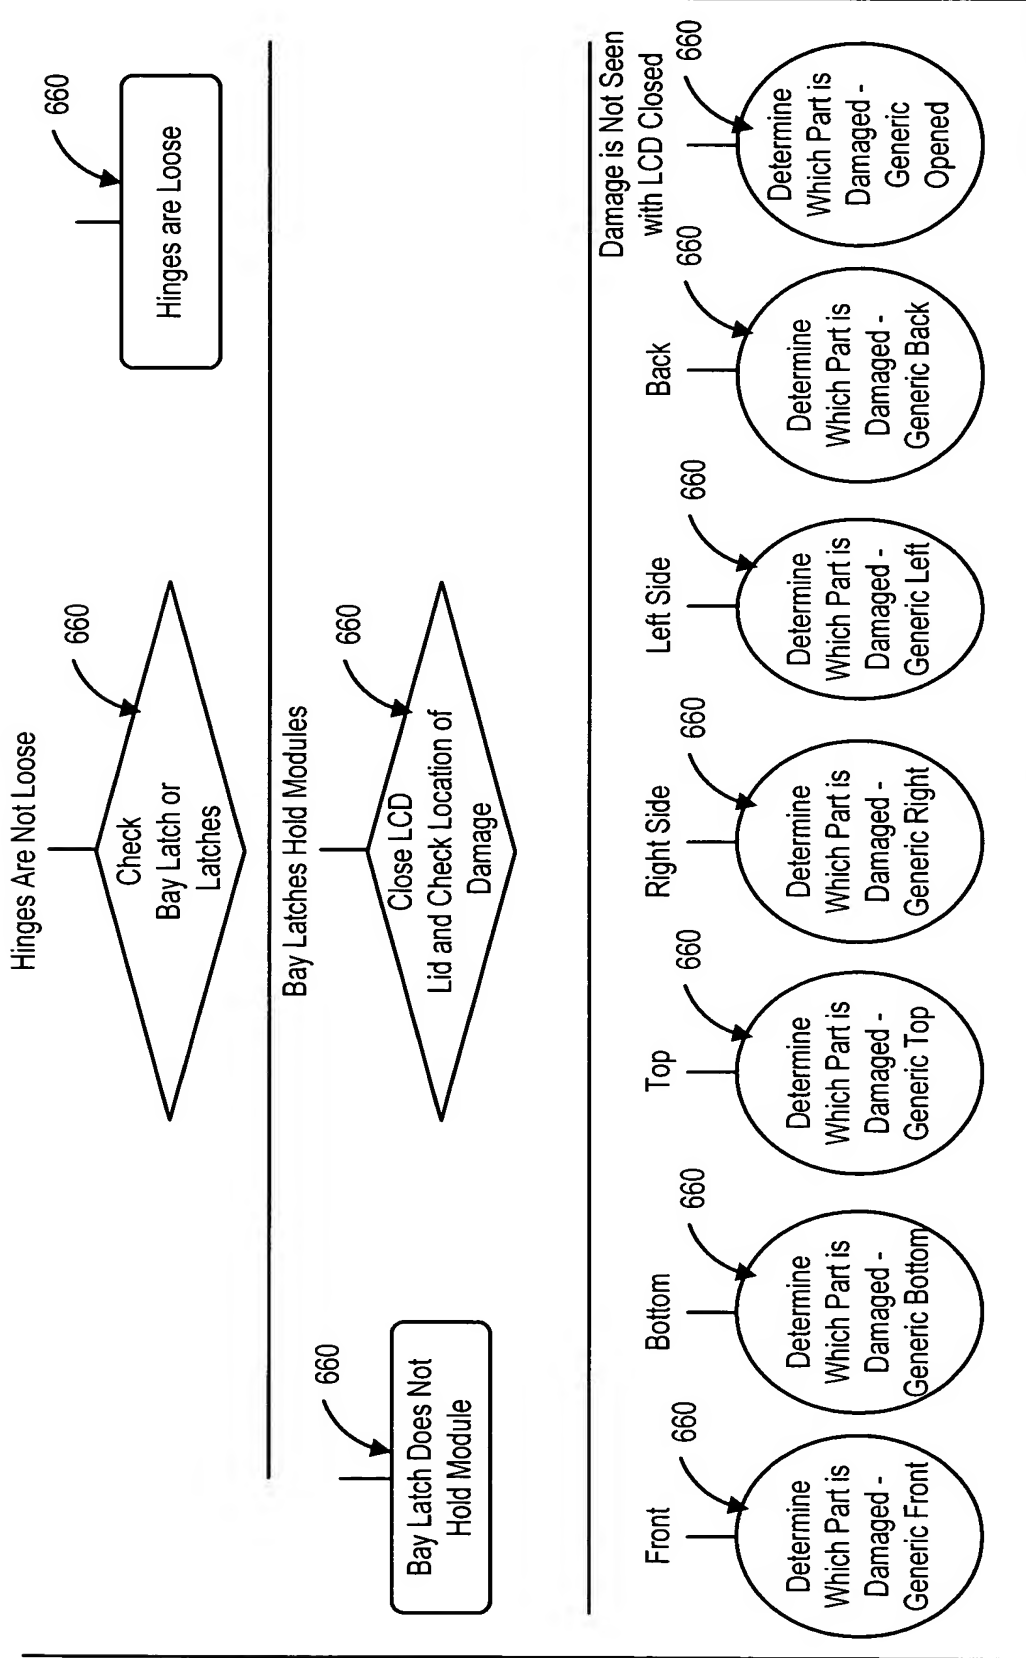 Hinges Are Not Loose
660
Check
Bay Latch or
Latches
660
Hinges are Loose
Bay Latches Hold Modules
660
Bay Latch Does Not
Hold Module
660
Close LCD
Lid and Check Location of
Damage
Front
660
Determine
Which Part is
Damaged -
Generic Front
Bottom
660
Determine
Which Part is
Damaged -
Generic Bottom
Top
660
Determine
Which Part is
Damaged -
Generic Top
Right Side
660
Determine
Which Part is
Damaged -
Generic Right
Left Side
660
Determine
Which Part is
Damaged -
Generic Left
Back
660
Determine
Which Part is
Damaged -
Generic Back
Damage is Not Seen
with LCD Closed
660
Determine
Which Part is
Damaged -
Generic
Opened